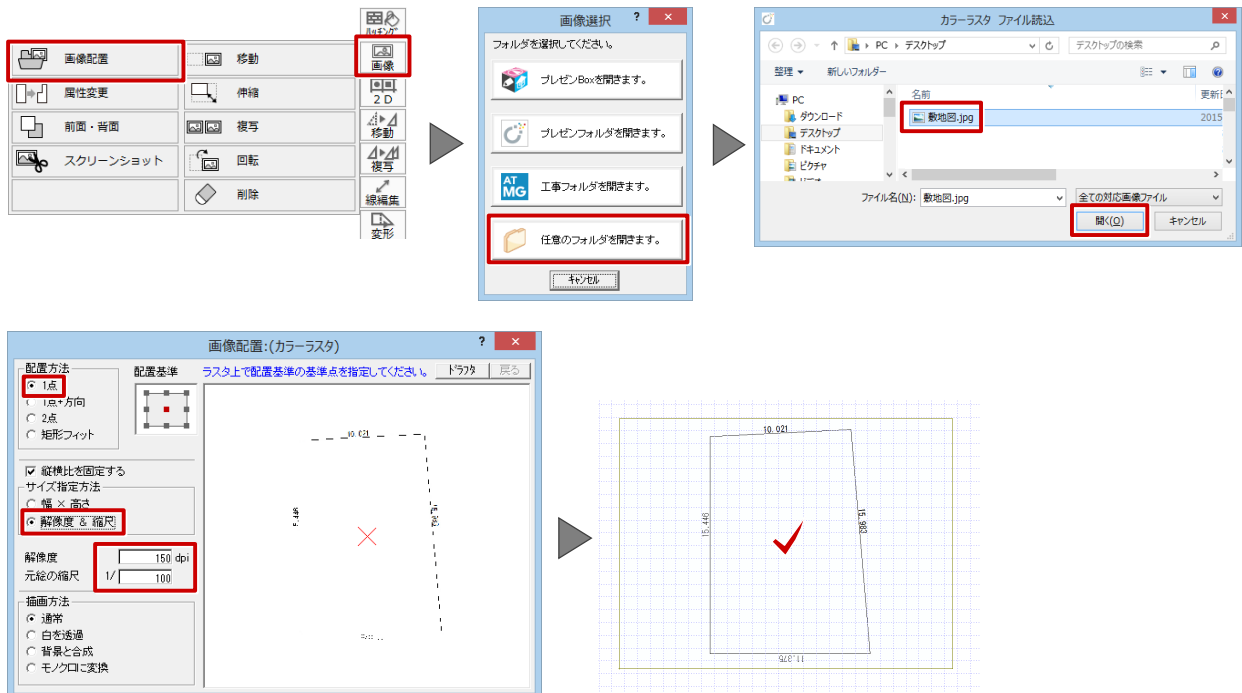 ハッチング
画像
2 D
移動
複写
線編集
変形
画像配置
移動
属性変更
伸縮
前面・背面
複写
スクリーンショット
回転
削除
画像選択 ? ×
フォルダを選択してください。
プレゼンBoxを開きます。
プレゼンフォルダを開きます。
AT
MG
工事フォルダを開きます。
任意のフォルダを開きます。
キャンセル
カラーラスタ ファイル読込
PC ▸ デスクトップ
デスクトップの検索
整理 ▼ 新しいフォルダー
PC
ダウンロード
デスクトップ
ドキュメント
ピクチャ
名前
敷地図.jpg
2015
ファイル名(N): 敷地図.jpg
全ての対応画像ファイル
開く(O) キャンセル
画像配置:(カラーラスタ) ? ×
配置方法
1点
1点+方向
2点
矩形フィット
配置基準
ラスタ上で配置基準の基準点を指定してください。
ドラフタ 戻る
縦横比を固定する
サイズ指定方法
幅 × 高さ
解像度 & 縮尺
解像度 150 dpi
元絵の縮尺 1/ 100
描画方法
通常
白を透過
背景と合成
モノクロに変換
10.021
5.446
10.021
15.446
15.983
11.375